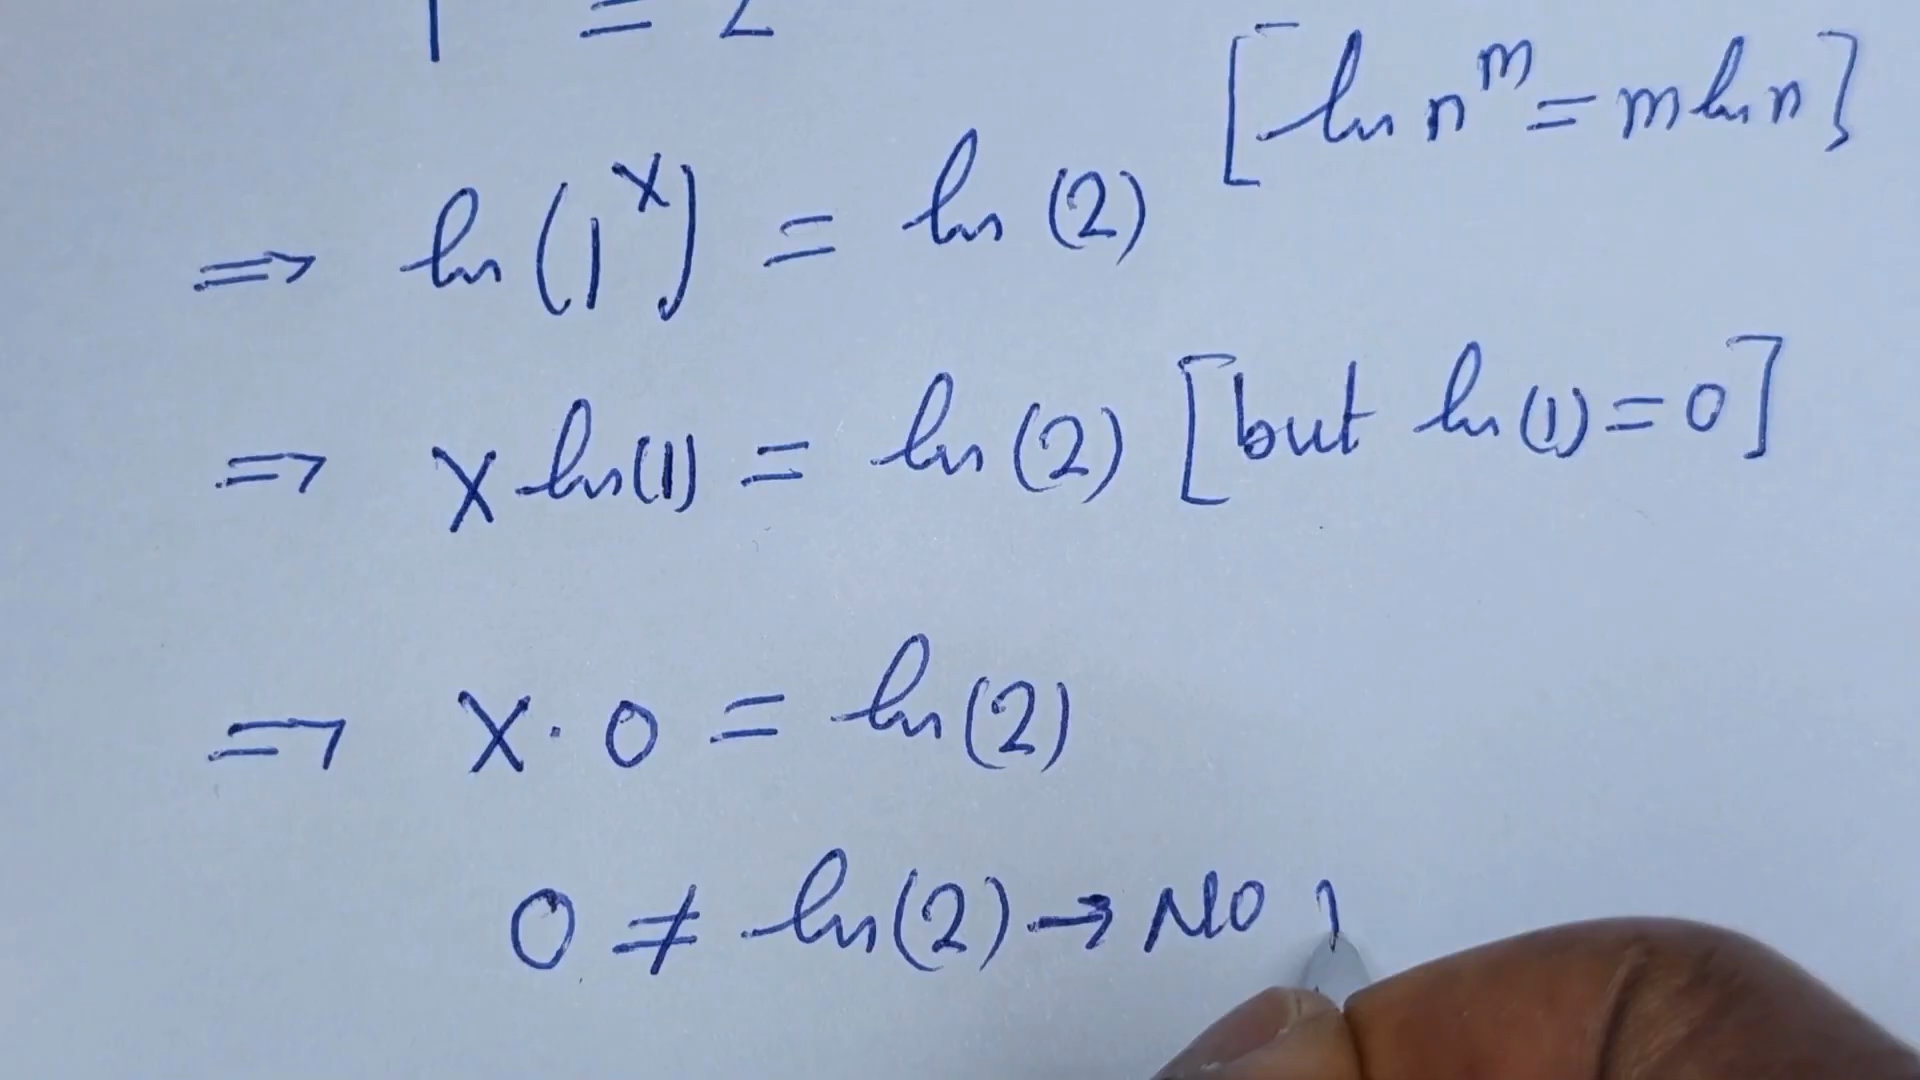 1 = 2
[ln n^m = m ln n]
=> ln(1^x) = ln(2)
=> x ln(1) = ln(2) [but ln(1) = 0]
=> x · 0 = ln(2)
0 ≠ ln(2) → NO